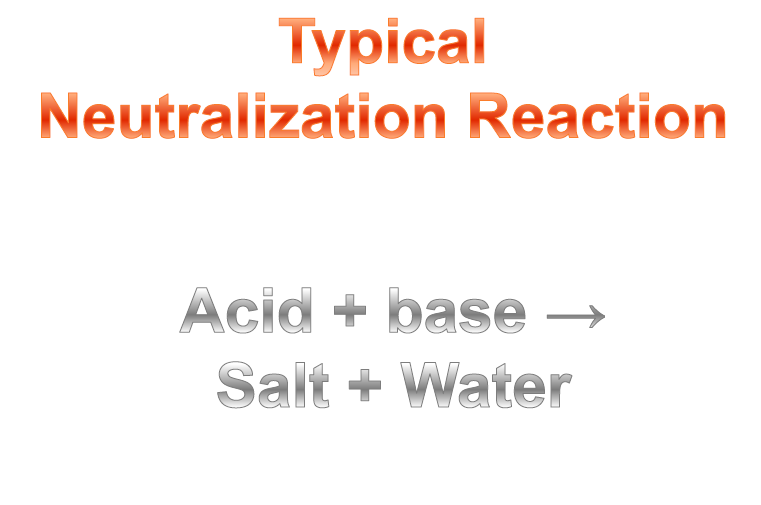 Typical
Neutralization Reaction
Acid + base →
Salt + Water